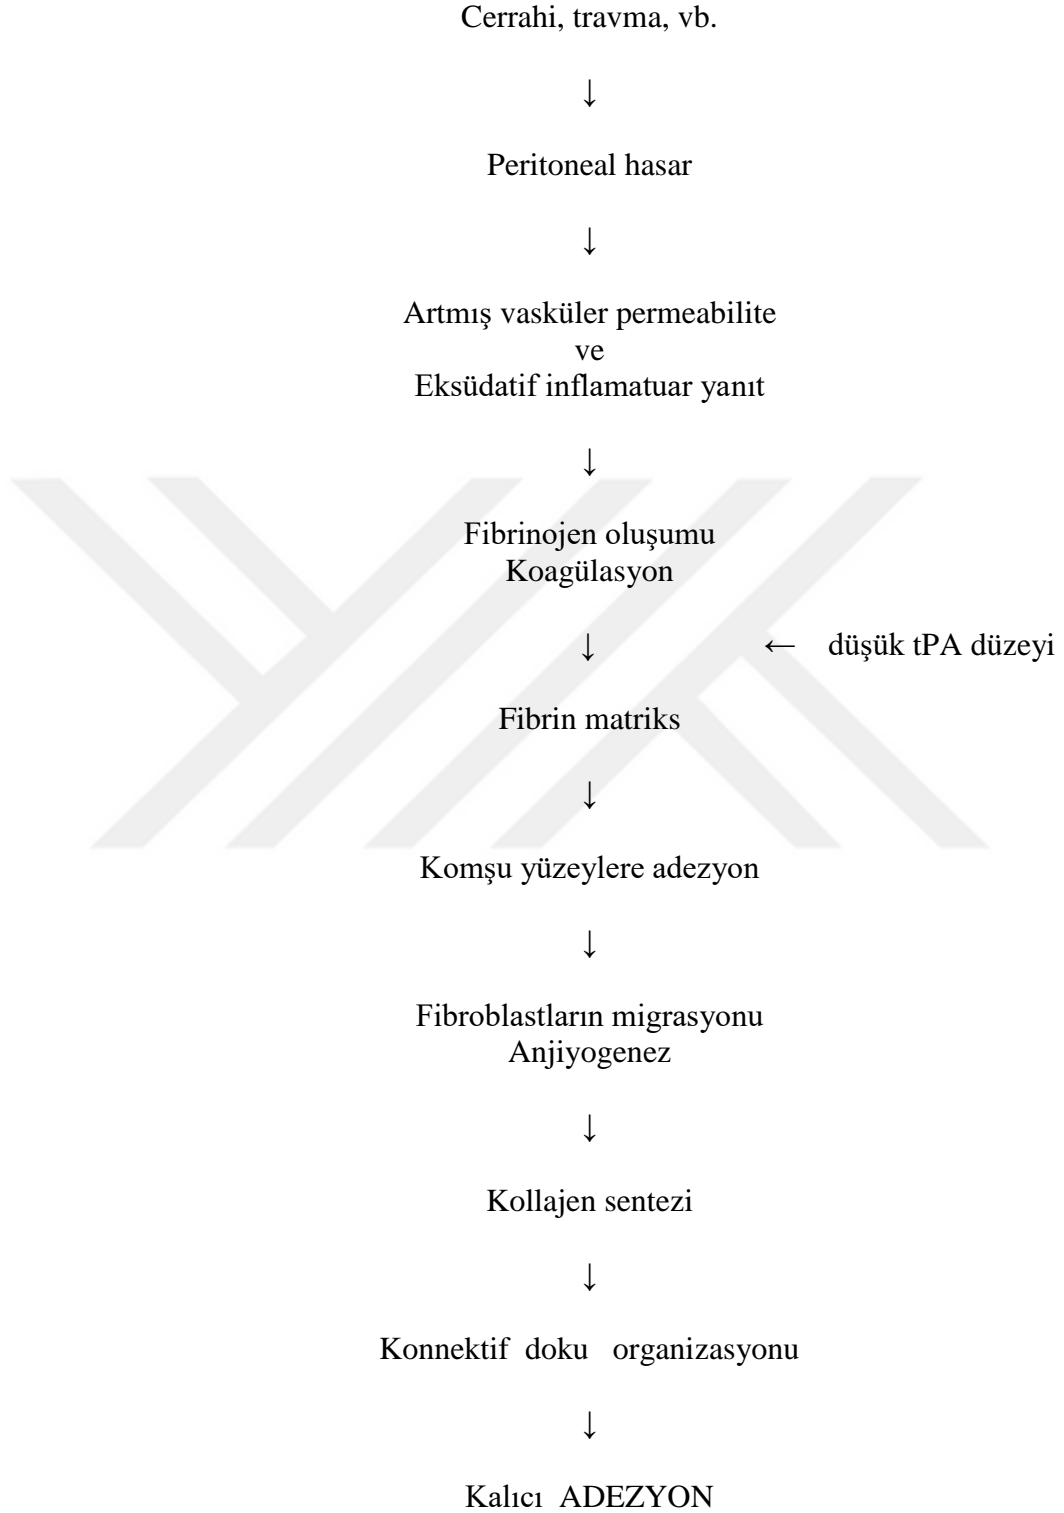 Cerrahi, travma, vb.
↓
Peritoneal hasar
↓
Artmış vasküler permeabilite
ve
Eksüdatif inflamatuar yanıt
↓
Fibrinojen oluşumu
Koagülasyon
↓ ← düşük tPA düzeyi
Fibrin matriks
↓
Komşu yüzeylere adezyon
↓
Fibroblastların migrasyonu
Anjiyogenez
↓
Kollajen sentezi
↓
Konnektif doku organizasyonu
↓
Kalıcı ADEZYON